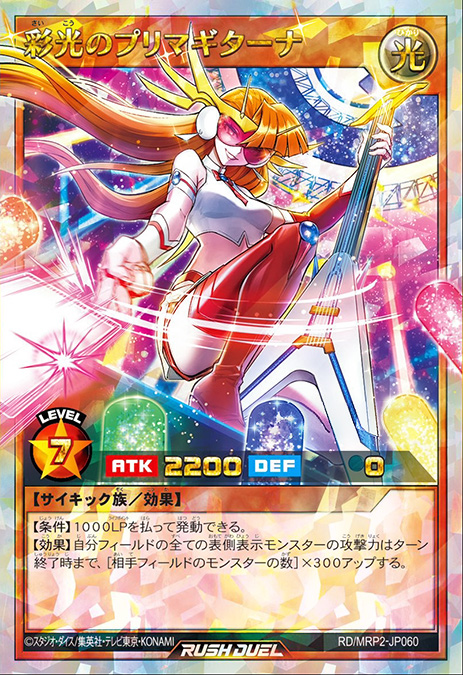 彩光のプリマギターナ
光
LEVEL
7
ATK 2200 DEF 0
【サイキック族／効果】
【条件】1000LPを払って発動できる。
【効果】自分フィールドの全ての表側表示モンスターの攻撃力はターン
終了時まで、[相手フィールドのモンスターの数]×300アップする。
©スタジオ・ダイス/集英社・テレビ東京・KONAMI
RUSH DUEL
RD/MRP2-JP060